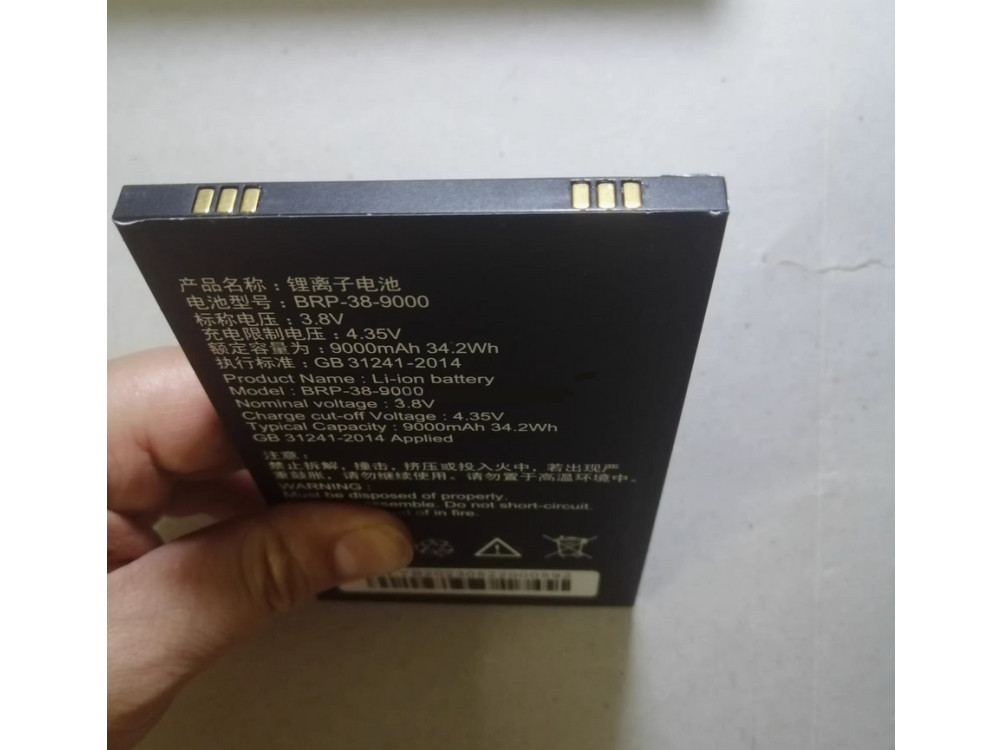 产品名称：锂离子电池
电池型号：BRP-38-9000
标称电压：3.8V
充电限制电压：4.35V
额定容量为：9000mAh 34.2Wh
执行标准：GB 31241-2014
Product Name : Li-ion battery
Model : BRP-38-9000
Nominal voltage : 3.8V
Charge cut-off Voltage : 4.35V
Typical Capacity : 9000mAh 34.2Wh
GB 31241-2014 Applied
注意：
禁止拆解，撞击，挤压或投入火中，若出现严
重鼓胀，请勿继续使用。请勿置于高温环境中。
WARNING :
Must be disposed of properly.
Do not short-circuit.
of in fire.